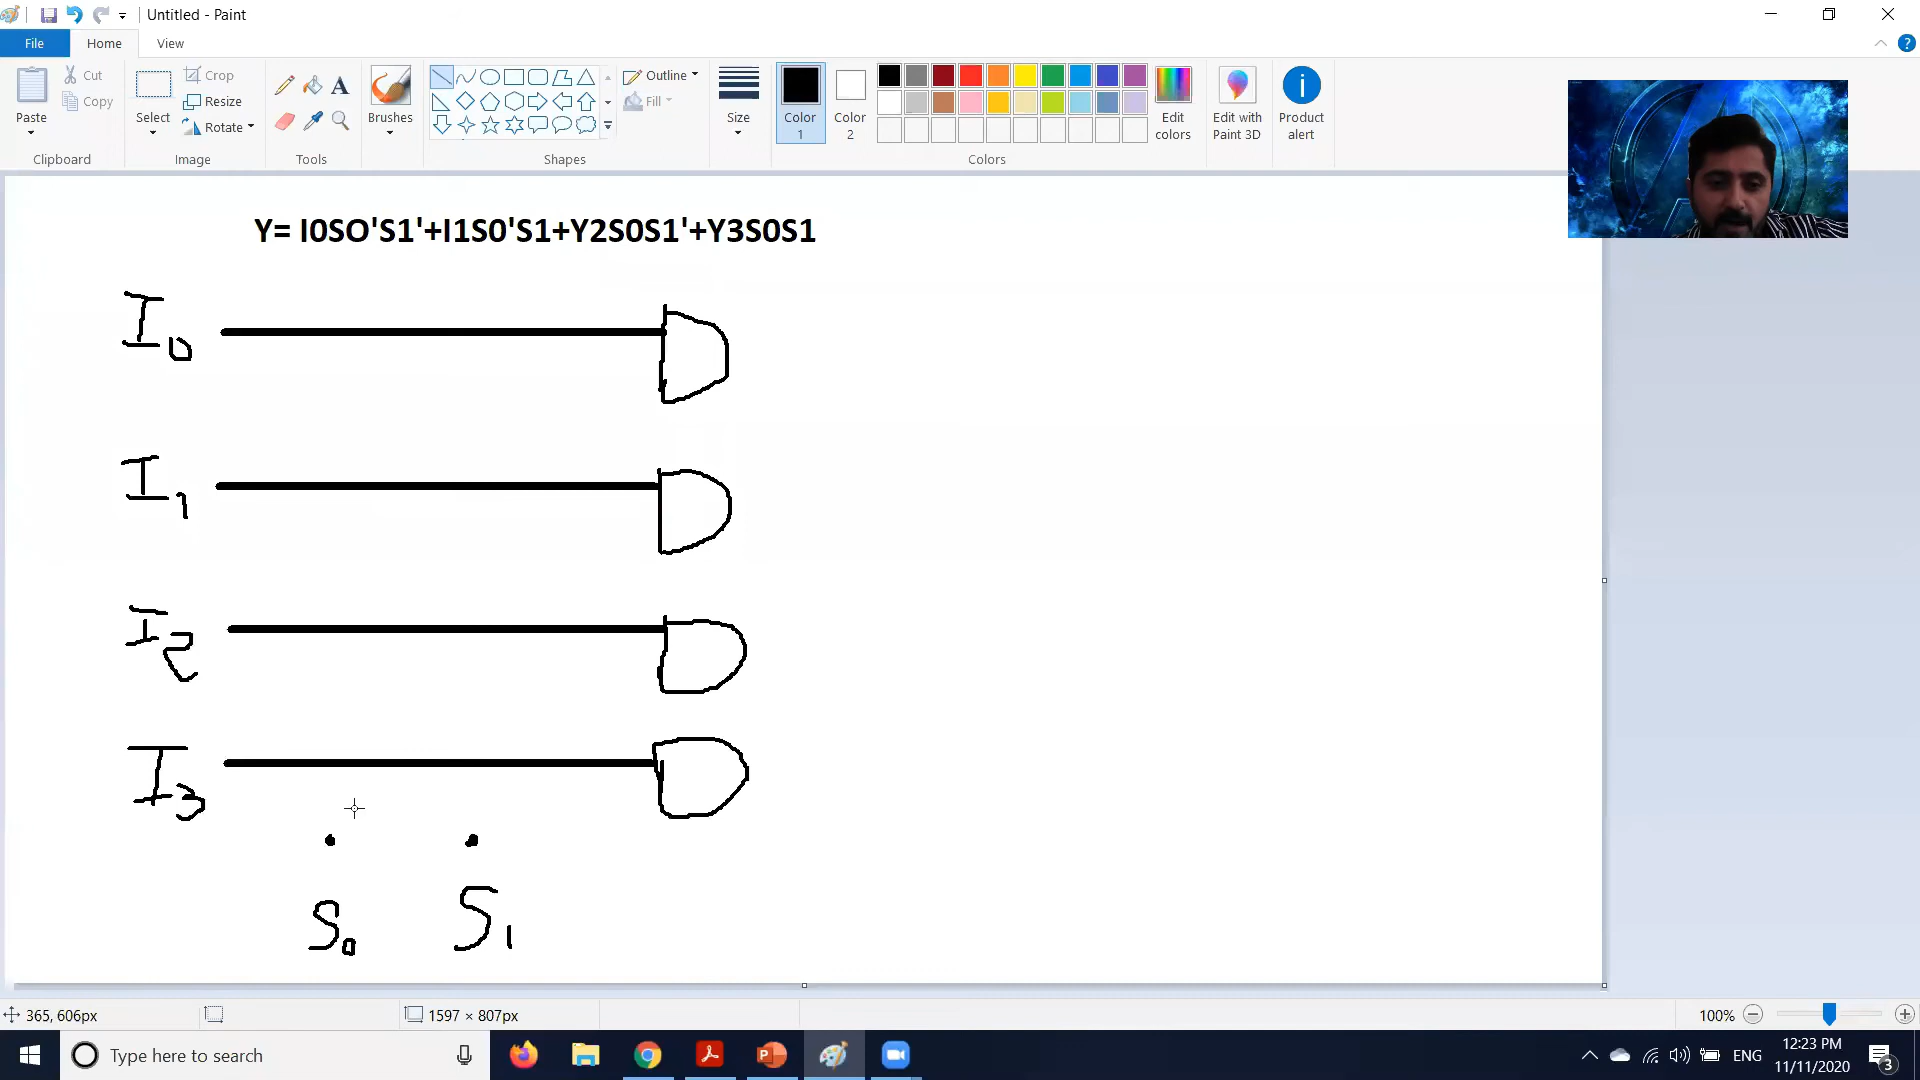 Untitled - Paint
File Home View
Cut
Copy
Paste
Clipboard
Select
Crop
Resize
Rotate
Image
A
Tools
Brushes
Outline
Fill
Shapes
Size
Color 1
Color 2
Edit colors
Colors
Edit with Paint 3D
Product alert
Y= I0SO'S1'+I1S0'S1+Y2S0S1'+Y3S0S1
I0
I1
I2
I3
S0 S1
365, 606px
1597 × 807px
100%
Type here to search
ENG
12:23 PM
11/11/2020
3